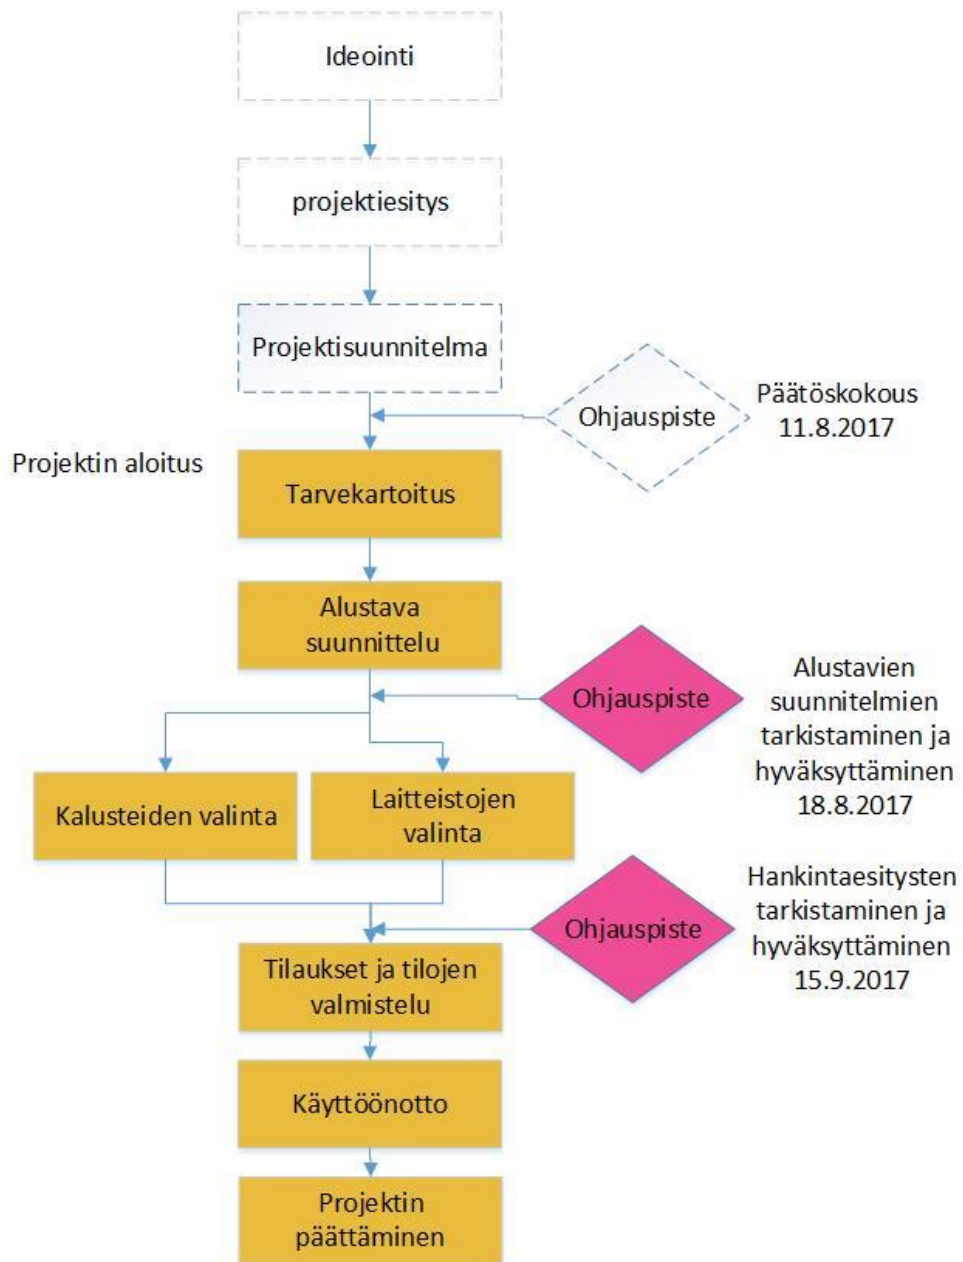 Ideointi
projektiesitys
Projektisuunnitelma
Ohjauspiste
Päätöskokous
11.8.2017
Projektin aloitus
Tarvekartoitus
Alustava
suunnittelu
Ohjauspiste
Alustavien
suunnitelmien
tarkistaminen ja
hyväksyttäminen
18.8.2017
Kalusteiden valinta
Laitteistojen
valinta
Ohjauspiste
Hankintaesitysten
tarkistaminen ja
hyväksyttäminen
15.9.2017
Tilaukset ja tilojen
valmistelu
Käyttöönotto
Projektin
päättäminen